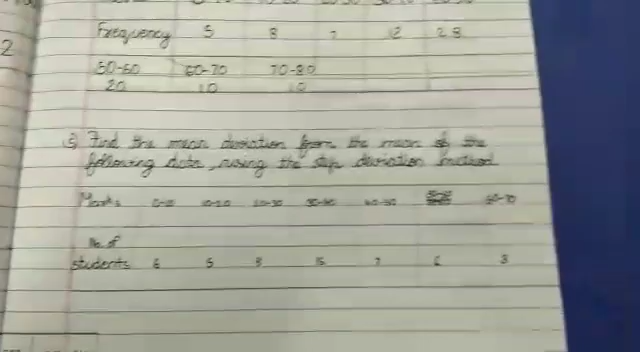 Frequency 5 8 7 12 28
50-60 60-70 70-80
20 10 10
5) Find the mean deviation from the mean of the
following data, using the step deviation method
Marks 0-10 10-20 20-30 30-40 40-50 60-70
No. of
students 6 5 8 15 7 6 3